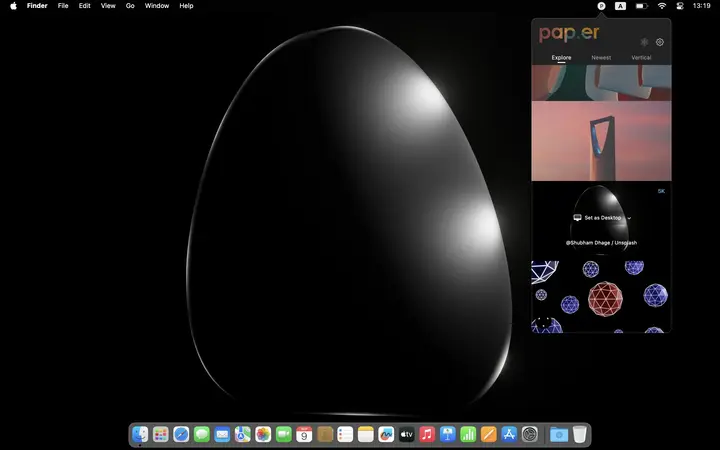 Finder File Edit View Go Window Help
A
13:19
pap.er
Explore Newest Vertical
5K
Set as Desktop
@Shubham Dhage / Unsplash
9
tv